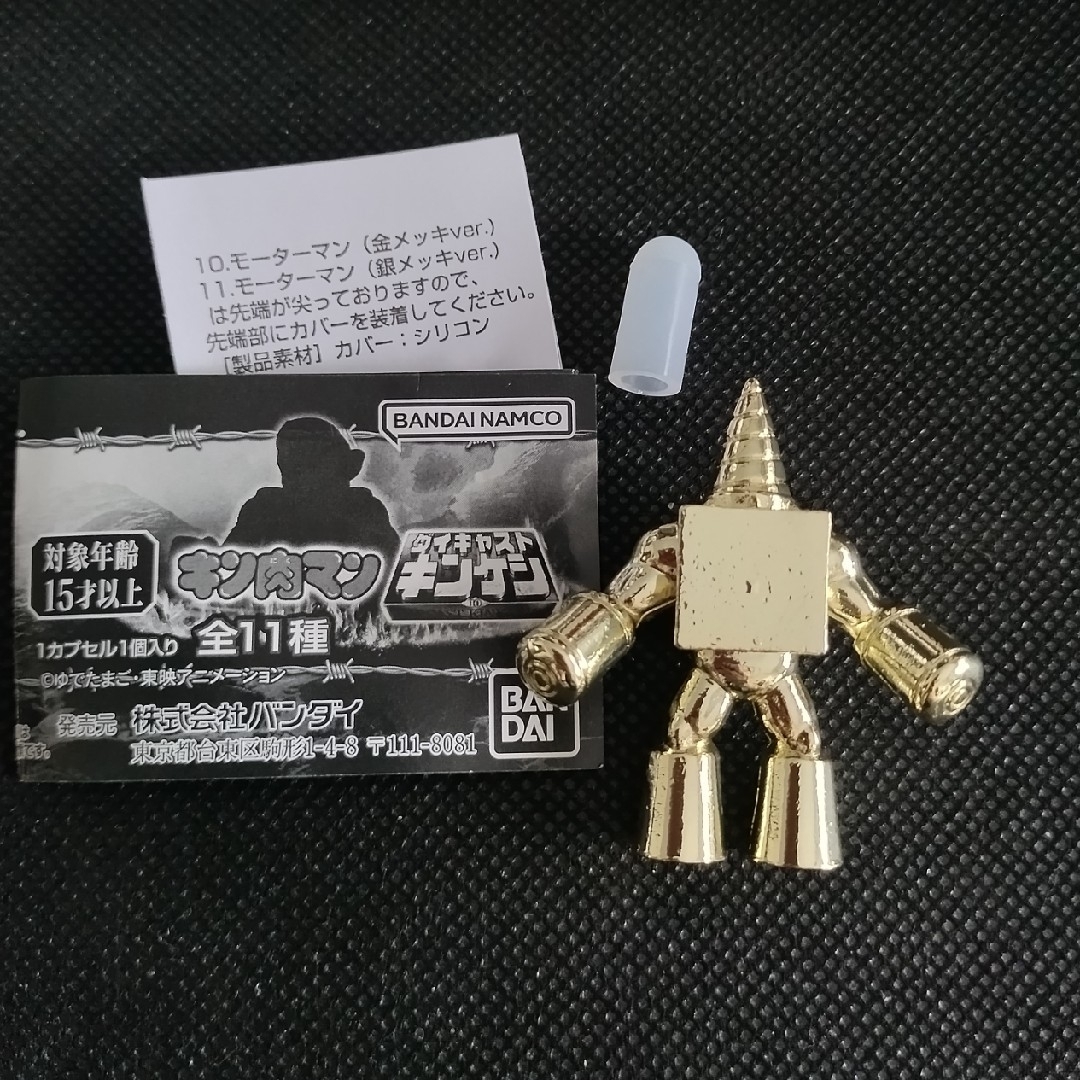 10.モーターマン（金メッキver.）
11.モーターマン（銀メッキver.）
は先端が尖っておりますので、
先端部にカバーを装着してください。
［製品素材］カバー：シリコン
BANDAI NAMCO
対象年齢
15才以上
キン肉マン
ダイキャスト
キンケシ
1カプセル1個入り 全11種
©ゆでたまご・東映アニメーション
発売元 株式会社バンダイ
東京都台東区駒形1-4-8 〒111-8081
BAN
DAI